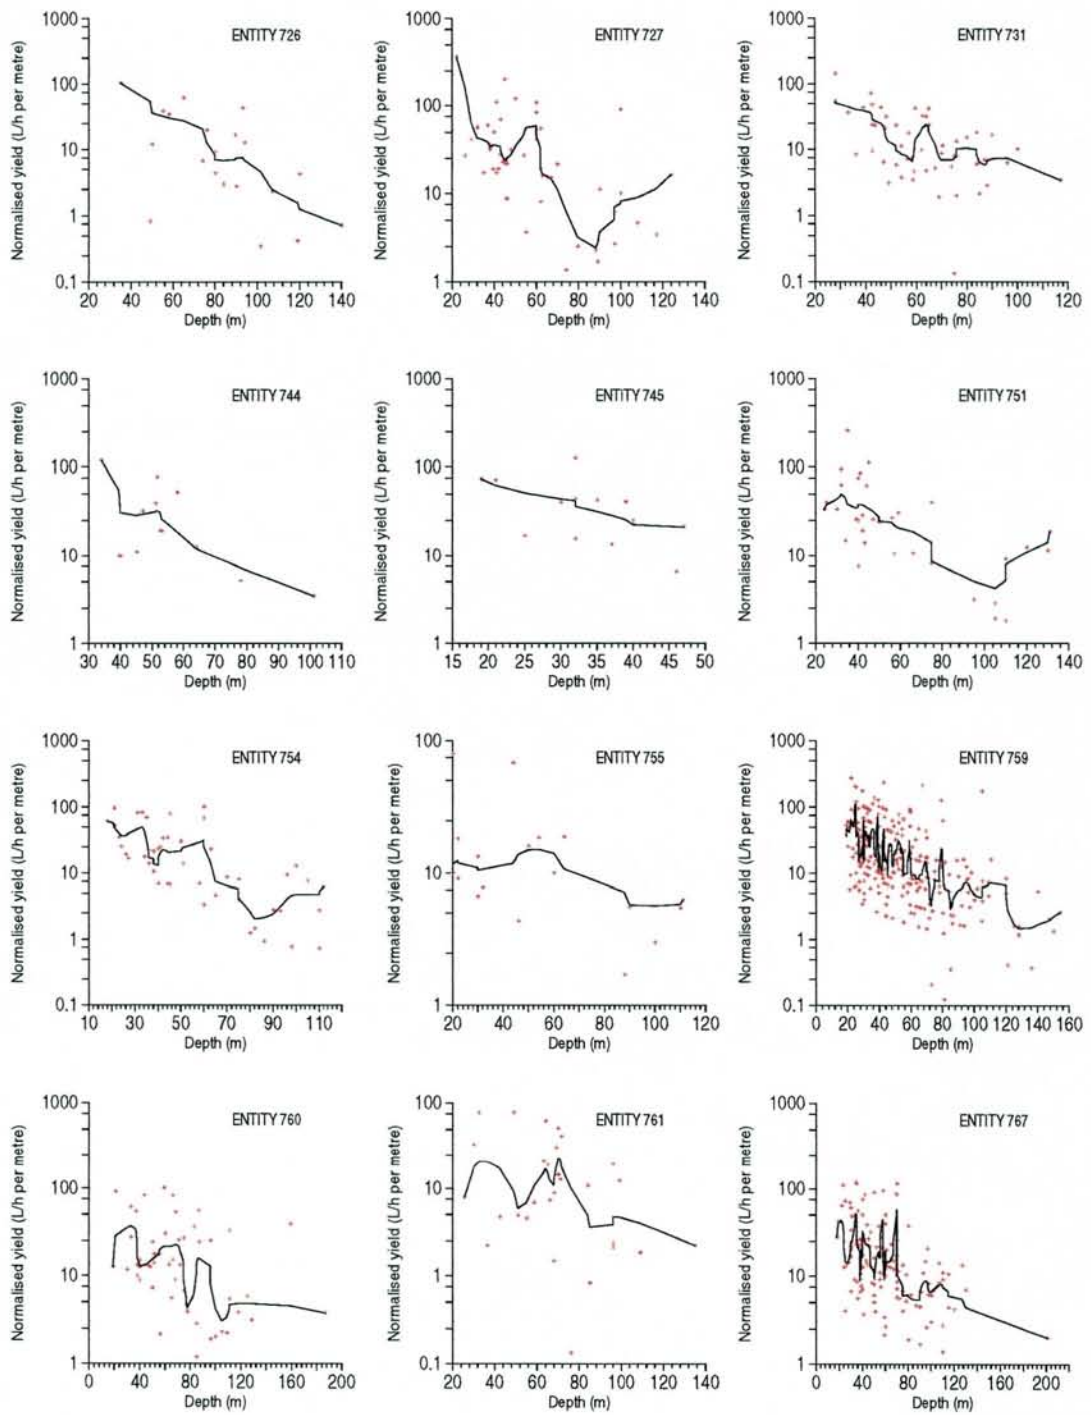 ENTITY 726
Normalised yield (L/h per metre)
1000
100
10
1
0.1
20 40 60 80 100 120 140
Depth (m)
ENTITY 727
Normalised yield (L/h per metre)
1000
100
10
1
20 40 60 80 100 120 140
Depth (m)
ENTITY 731
Normalised yield (L/h per metre)
1000
100
10
1
0.1
20 40 60 80 100 120
Depth (m)
ENTITY 744
Normalised yield (L/h per metre)
1000
100
10
1
30 40 50 60 70 80 90 100 110
Depth (m)
ENTITY 745
Normalised yield (L/h per metre)
1000
100
10
1
15 20 25 30 35 40 45 50
Depth (m)
ENTITY 751
Normalised yield (L/h per metre)
1000
100
10
1
20 40 60 80 100 120 140
Depth (m)
ENTITY 754
Normalised yield (L/h per metre)
1000
100
10
1
0.1
10 30 50 70 90 110
Depth (m)
ENTITY 755
Normalised yield (L/h per metre)
100
10
1
20 40 60 80 100 120
Depth (m)
ENTITY 759
Normalised yield (L/h per metre)
1000
100
10
1
0.1
0 20 40 60 80 100 120 140 160
Depth (m)
ENTITY 760
Normalised yield (L/h per metre)
1000
100
10
1
0 40 80 120 160 200
Depth (m)
ENTITY 761
Normalised yield (L/h per metre)
100
10
1
0.1
20 40 60 80 100 120 140
Depth (m)
ENTITY 767
Normalised yield (L/h per metre)
1000
100
10
1
0 40 80 120 160 200
Depth (m)